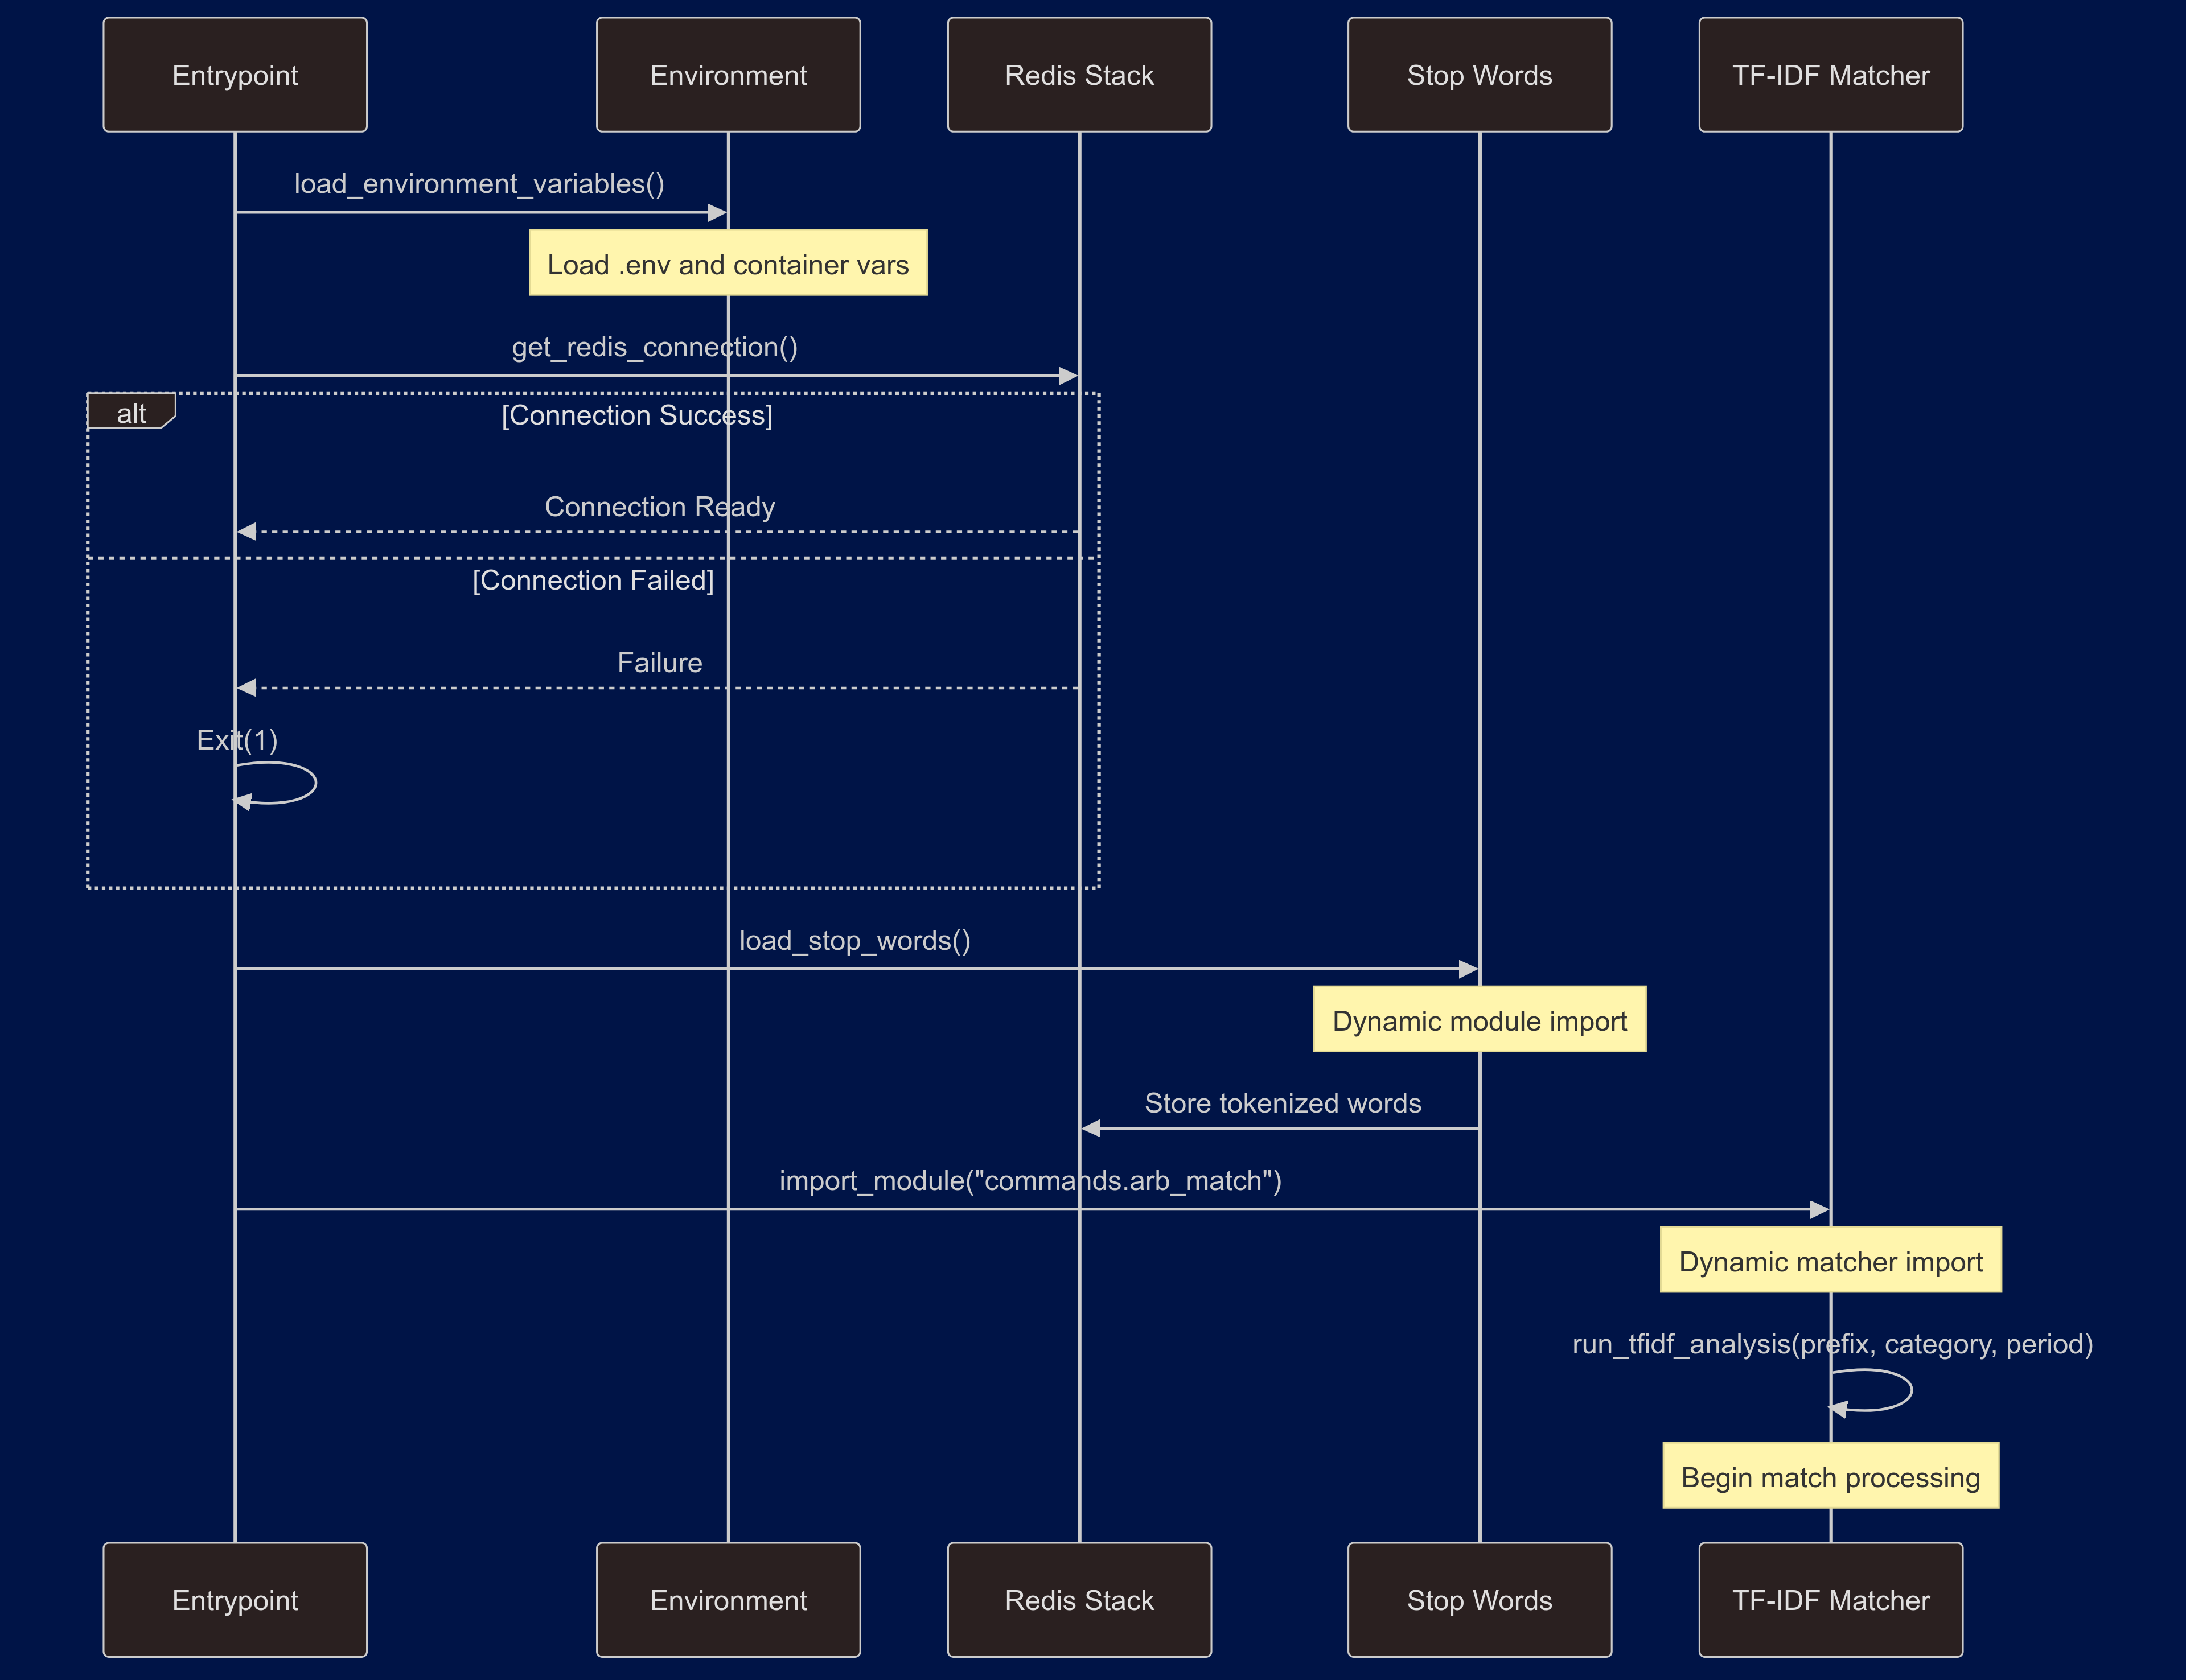 Entrypoint
Environment
Redis Stack
Stop Words
TF-IDF Matcher
load_environment_variables()
Load .env and container vars
get_redis_connection()
alt
[Connection Success]
Connection Ready
[Connection Failed]
Failure
Exit(1)
load_stop_words()
Dynamic module import
Store tokenized words
import_module("commands.arb_match")
Dynamic matcher import
run_tfidf_analysis(prefix, category, period)
Begin match processing
Entrypoint
Environment
Redis Stack
Stop Words
TF-IDF Matcher